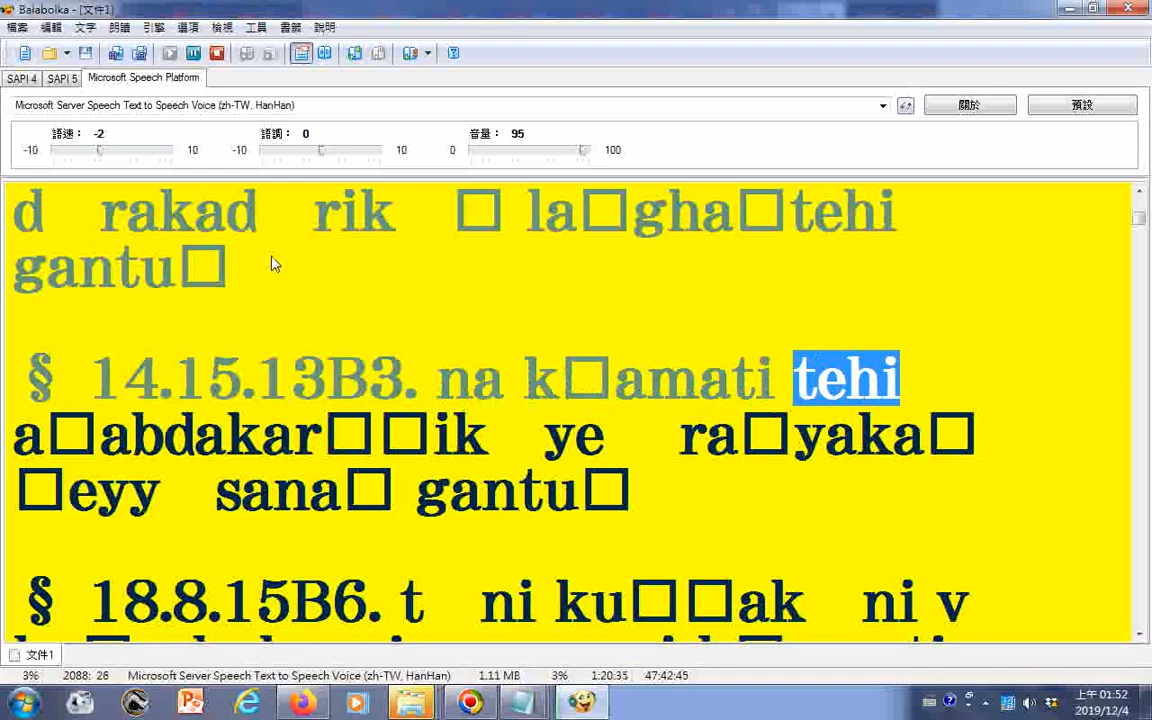 Balabolka - [文件1]
檔案 編輯 文字 朗讀 引擎 選項 檢視 工具 書籤 說明
SAPI 4 SAPI 5 Microsoft Speech Platform
Microsoft Server Speech Text to Speech Voice (zh-TW, HanHan) 關於 預設
語速： -2 語調： 0 音量： 95
-10 10 -10 10 0 100
d rakad rik □ la□gha□tehi
gantu□
§ 14.15.13B3. na k□amati tehi
a□abdakar□□ik ye ra□yaka□
□eyy sana□ gantu□
§ 18.8.15B6. t ni ku□□ak ni v
文件1
3% 2088: 26 Microsoft Server Speech Text to Speech Voice (zh-TW, HanHan) 1.11 MB 3% 1:20:35 47:42:45
上午 01:52
2019/12/4